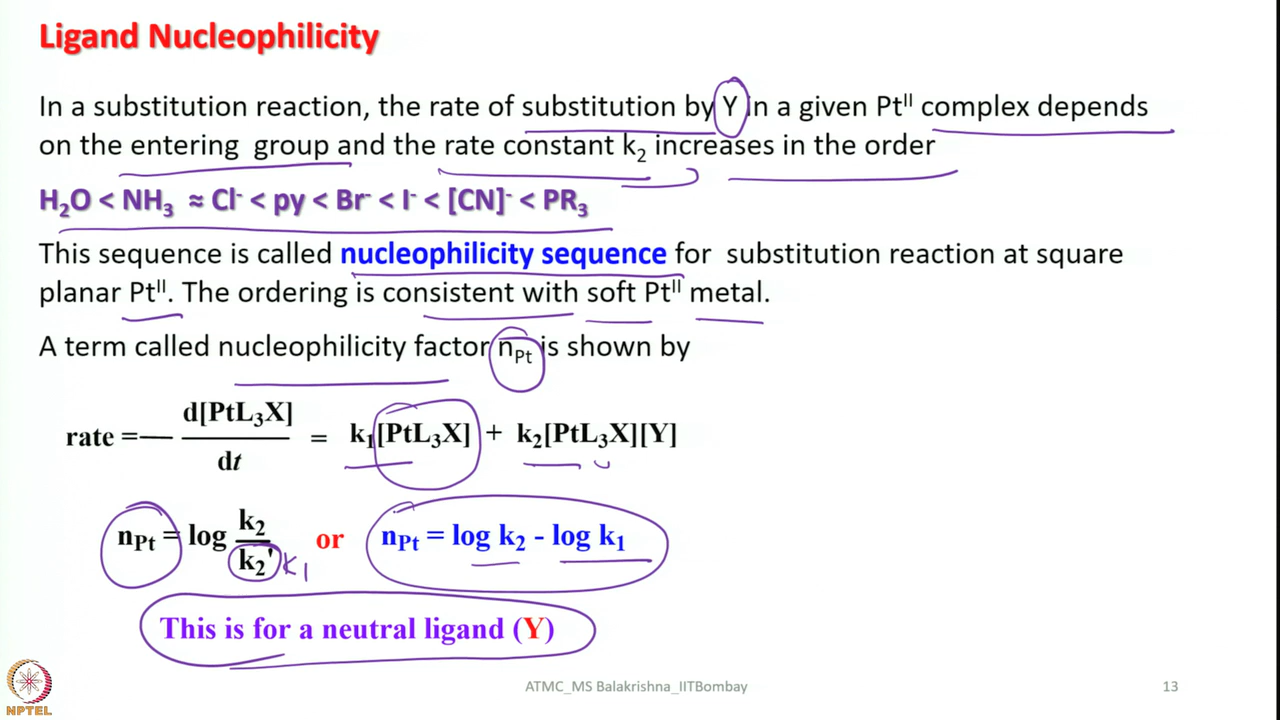 Ligand Nucleophilicity
In a substitution reaction, the rate of substitution by Y in a given Ptᴵᴵ complex depends
on the entering group and the rate constant k₂ increases in the order
H₂O < NH₃ ≈ Cl⁻ < py < Br⁻ < I⁻ < [CN]⁻ < PR₃
This sequence is called nucleophilicity sequence for substitution reaction at square
planar Ptᴵᴵ. The ordering is consistent with soft Ptᴵᴵ metal.
A term called nucleophilicity factor nPt is shown by
rate = — d[PtL₃X] / dt = k₁[PtL₃X] + k₂[PtL₃X][Y]
nPt = log k₂ / k₂' k₁ or nPt = log k₂ - log k₁
This is for a neutral ligand (Y)
NPTEL
ATMC_MS Balakrishna_IITBombay
13